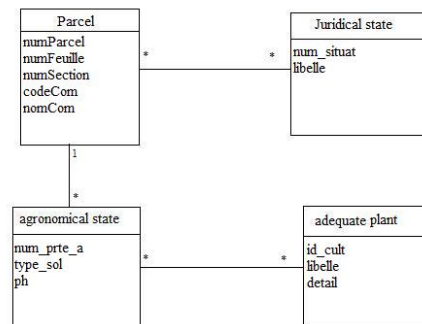 Parcel
numParcel
numFeuille
numSection
codeCom
nomCom
Juridical state
num_situat
libelle
*
*
1
*
agronomical state
num_prte_a
type_sol
ph
*
*
adequate plant
id_cult
libelle
detail